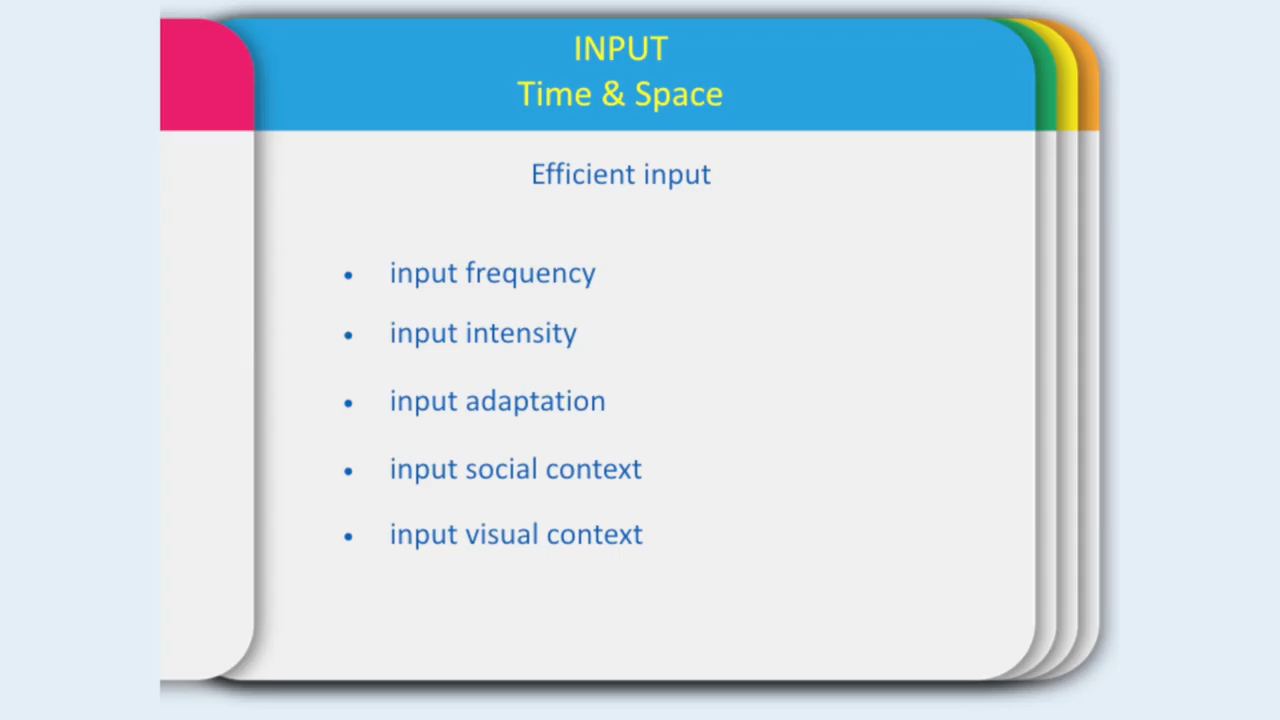 INPUT
Time & Space
Efficient input
• input frequency
• input intensity
• input adaptation
• input social context
• input visual context